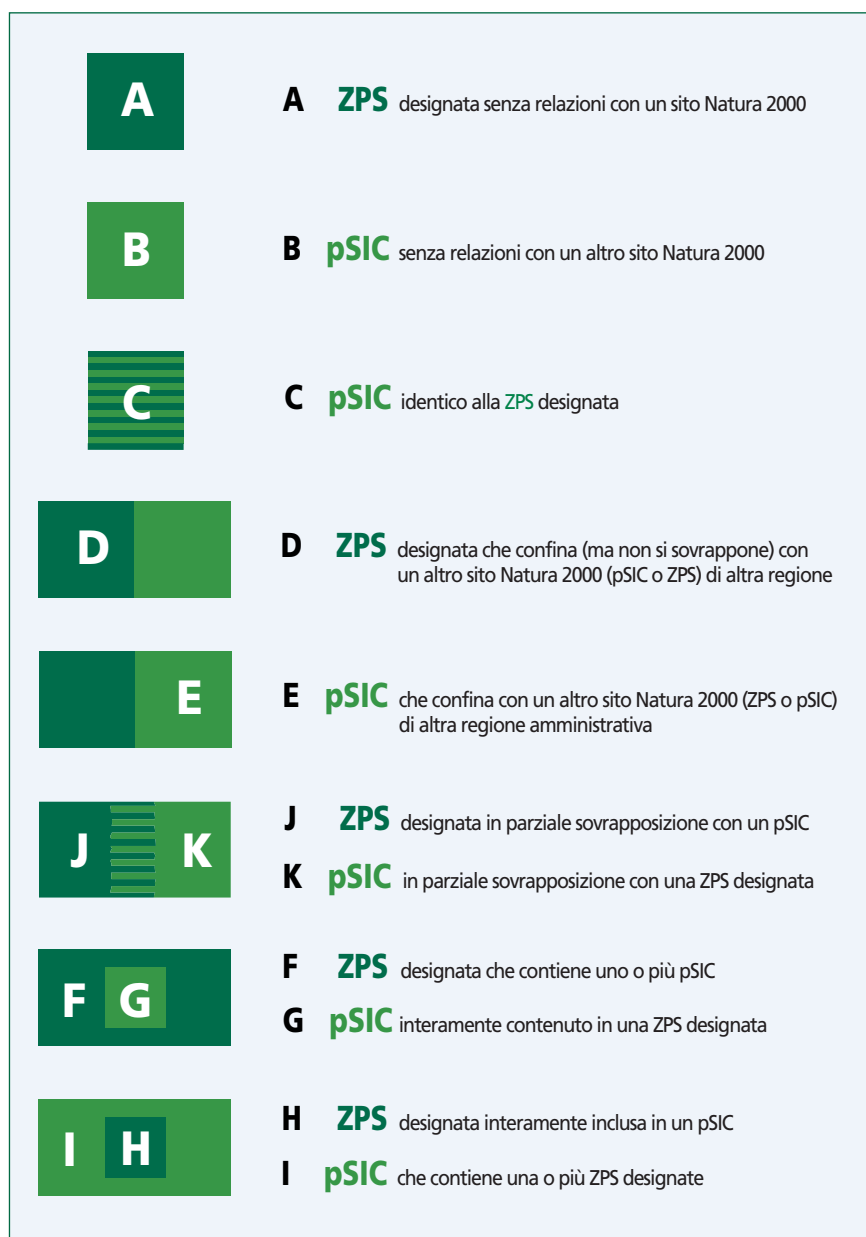 A
A ZPS designata senza relazioni con un sito Natura 2000
B
B pSIC senza relazioni con un altro sito Natura 2000
C
C pSIC identico alla ZPS designata
D
D ZPS designata che confina (ma non si sovrappone) con
un altro sito Natura 2000 (pSIC o ZPS) di altra regione
E
E pSIC che confina con un altro sito Natura 2000 (ZPS o pSIC)
di altra regione amministrativa
J K
J ZPS designata in parziale sovrapposizione con un pSIC
K pSIC in parziale sovrapposizione con una ZPS designata
F G
F ZPS designata che contiene uno o più pSIC
G pSIC interamente contenuto in una ZPS designata
I H
H ZPS designata interamente inclusa in un pSIC
I pSIC che contiene una o più ZPS designate